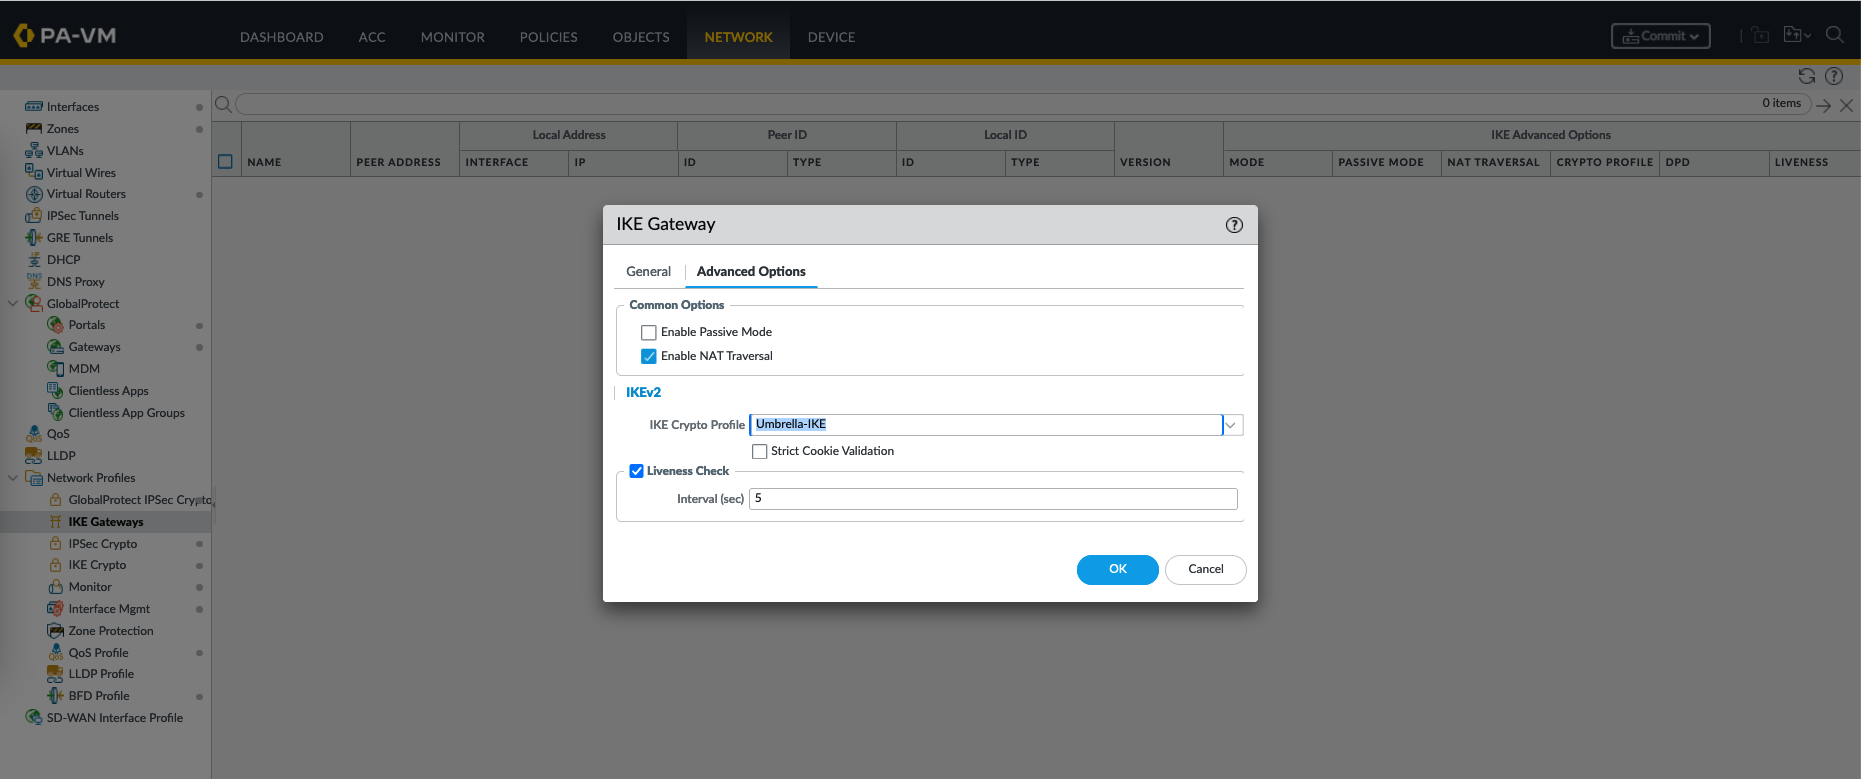 PA-VM
DASHBOARD ACC MONITOR POLICIES OBJECTS NETWORK DEVICE
Commit
Interfaces
Zones
VLANs
Virtual Wires
Virtual Routers
IPSec Tunnels
GRE Tunnels
DHCP
DNS Proxy
GlobalProtect
Portals
Gateways
MDM
Clientless Apps
Clientless App Groups
QoS
LLDP
Network Profiles
GlobalProtect IPSec Crypto
IKE Gateways
IPSec Crypto
IKE Crypto
Monitor
Interface Mgmt
Zone Protection
QoS Profile
LLDP Profile
BFD Profile
SD-WAN Interface Profile
0 items
Local Address Peer ID Local ID IKE Advanced Options
NAME PEER ADDRESS INTERFACE IP ID TYPE ID TYPE VERSION MODE PASSIVE MODE NAT TRAVERSAL CRYPTO PROFILE DPD LIVENESS
IKE Gateway
General Advanced Options
Common Options
Enable Passive Mode
Enable NAT Traversal
IKEv2
IKE Crypto Profile Umbrella-IKE
Strict Cookie Validation
Liveness Check
Interval (sec) 5
OK Cancel